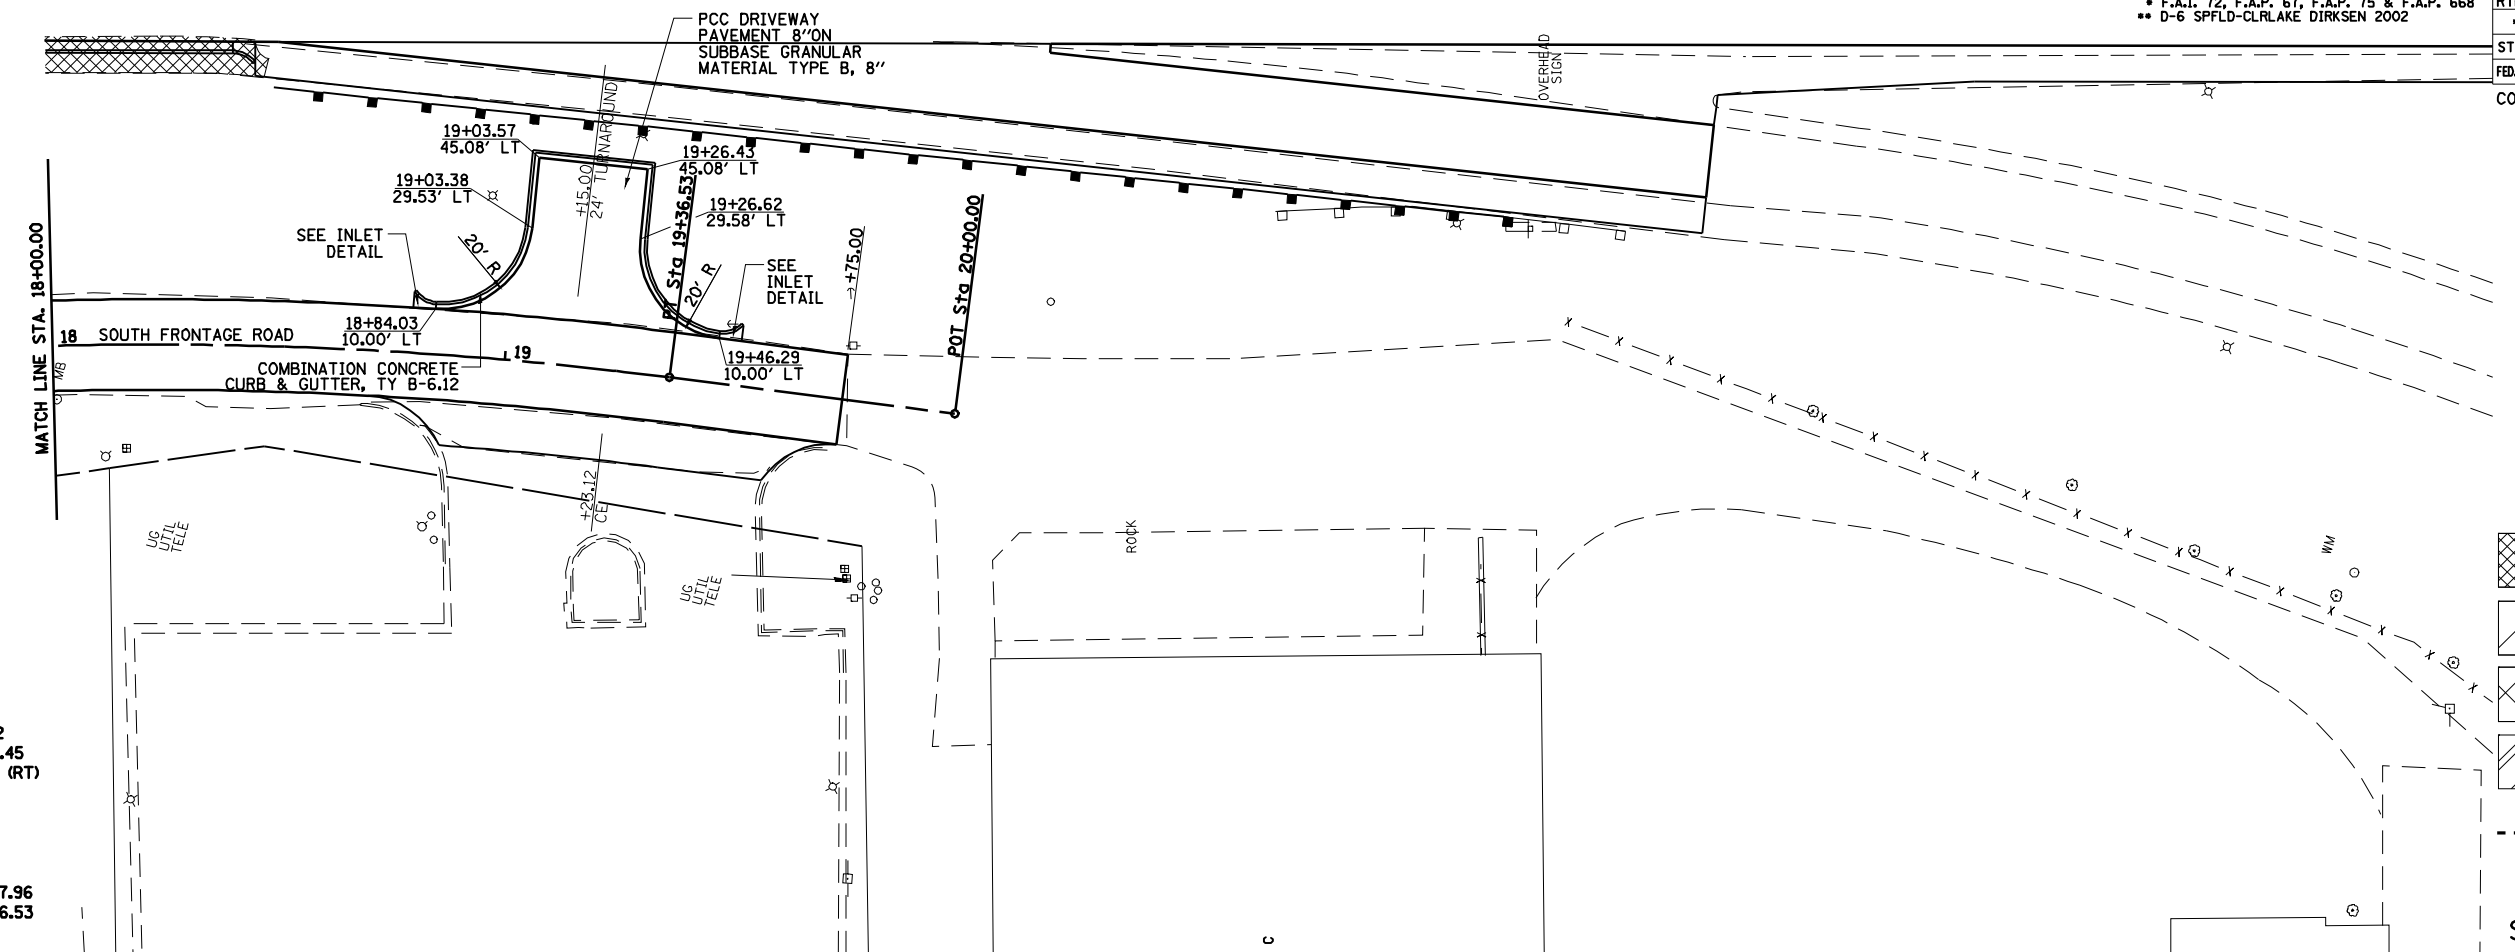 * F.A.I. 72, F.A.P. 67, F.A.P. 75 & F.A.P. 668
** D-6 SPFLD-CLRLAKE DIRKSEN 2002
ST
FED.
CO
PCC DRIVEWAY
PAVEMENT 8"ON
SUBBASE GRANULAR
MATERIAL TYPE B, 8"
OVERHEAD
SIGN
19+03.57
45.08' LT
+15.00
24' TURNAROUND
19+26.43
45.08' LT
19+03.38
29.53' LT
19+26.62
29.58' LT
SEE INLET
DETAIL
20' R
PI Sta 19+36.53
20' R
SEE
INLET
DETAIL
+75.00
POT Sta 20+00.00
MATCH LINE STA. 18+00.00
18 SOUTH FRONTAGE ROAD
18+84.03
10.00' LT
19
19+46.29
10.00' LT
MB
COMBINATION CONCRETE
CURB & GUTTER, TY B-6.12
+23.12
CE
UG
UTIL
TELE
UG
UTIL
TELE
ROCK
WM
2
.45
(RT)
7.96
6.53
C